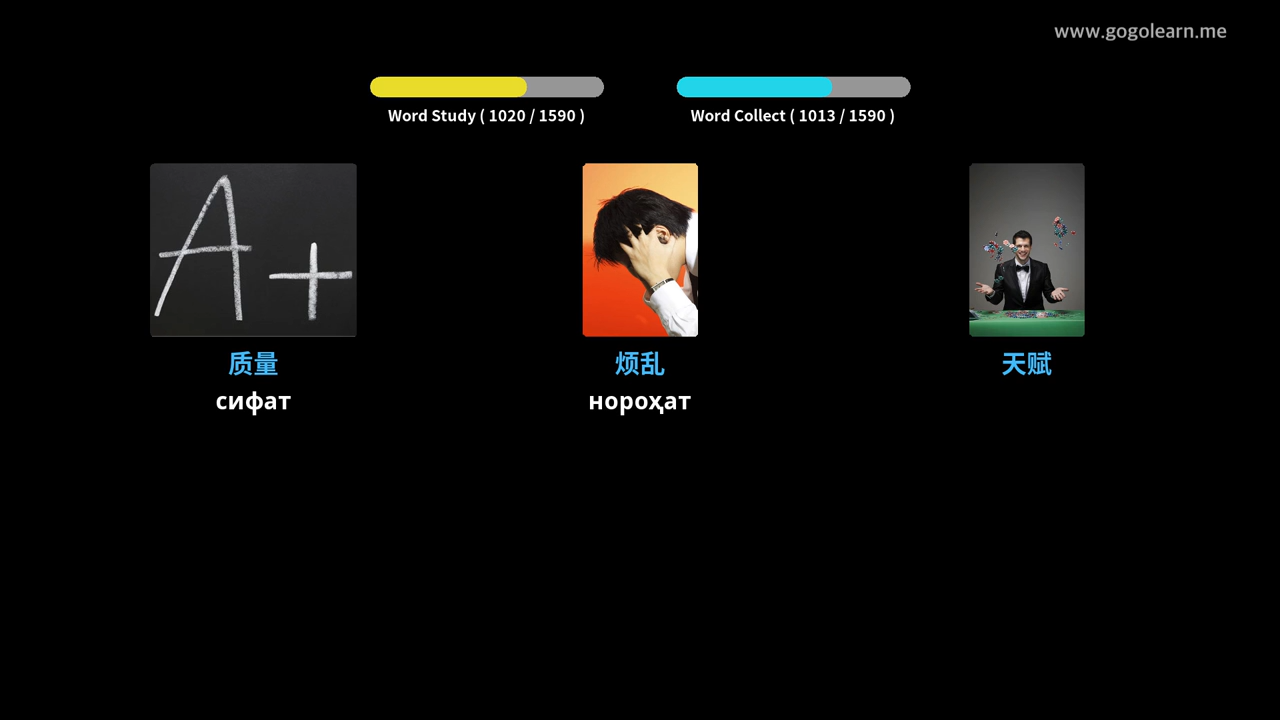 www.gogolearn.me
Word Study ( 1020 / 1590 )
Word Collect ( 1013 / 1590 )
A+
质量
烦乱
天赋
сифат
нороҳат